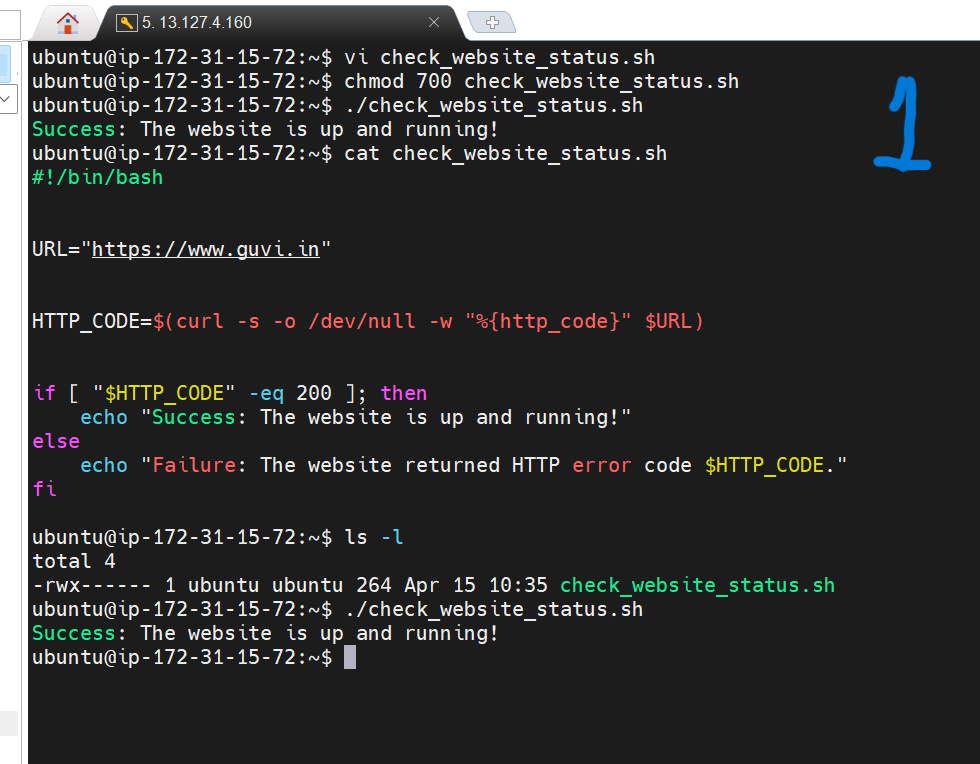 5. 13.127.4.160
1
ubuntu@ip-172-31-15-72:~$ vi check_website_status.sh
ubuntu@ip-172-31-15-72:~$ chmod 700 check_website_status.sh
ubuntu@ip-172-31-15-72:~$ ./check_website_status.sh
Success: The website is up and running!
ubuntu@ip-172-31-15-72:~$ cat check_website_status.sh
#!/bin/bash
URL="https://www.guvi.in"
HTTP_CODE=$(curl -s -o /dev/null -w "%{http_code}" $URL)
if [ "$HTTP_CODE" -eq 200 ]; then
    echo "Success: The website is up and running!"
else
    echo "Failure: The website returned HTTP error code $HTTP_CODE."
fi
ubuntu@ip-172-31-15-72:~$ ls -l
total 4
-rwx------ 1 ubuntu ubuntu 264 Apr 15 10:35 check_website_status.sh
ubuntu@ip-172-31-15-72:~$ ./check_website_status.sh
Success: The website is up and running!
ubuntu@ip-172-31-15-72:~$